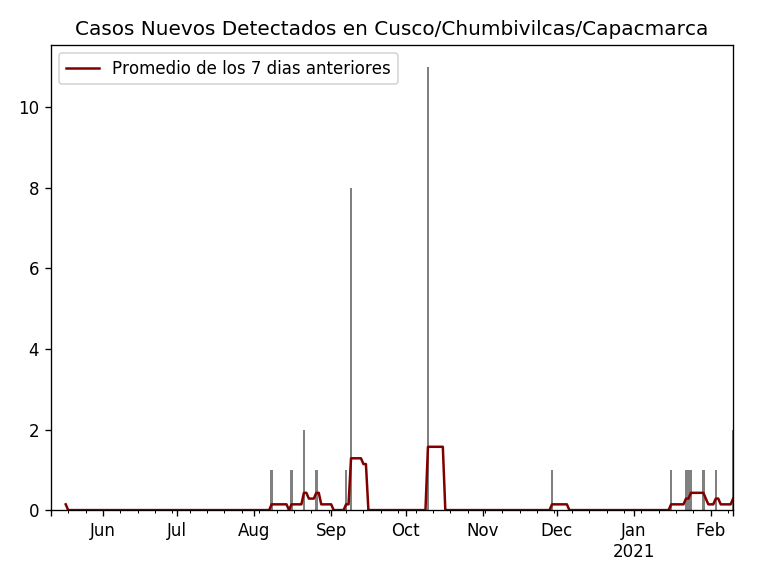 Casos Nuevos Detectados en Cusco/Chumbivilcas/Capacmarca
Promedio de los 7 dias anteriores
10
8
6
4
2
0
Jun Jul Aug Sep Oct Nov Dec Jan Feb
2021